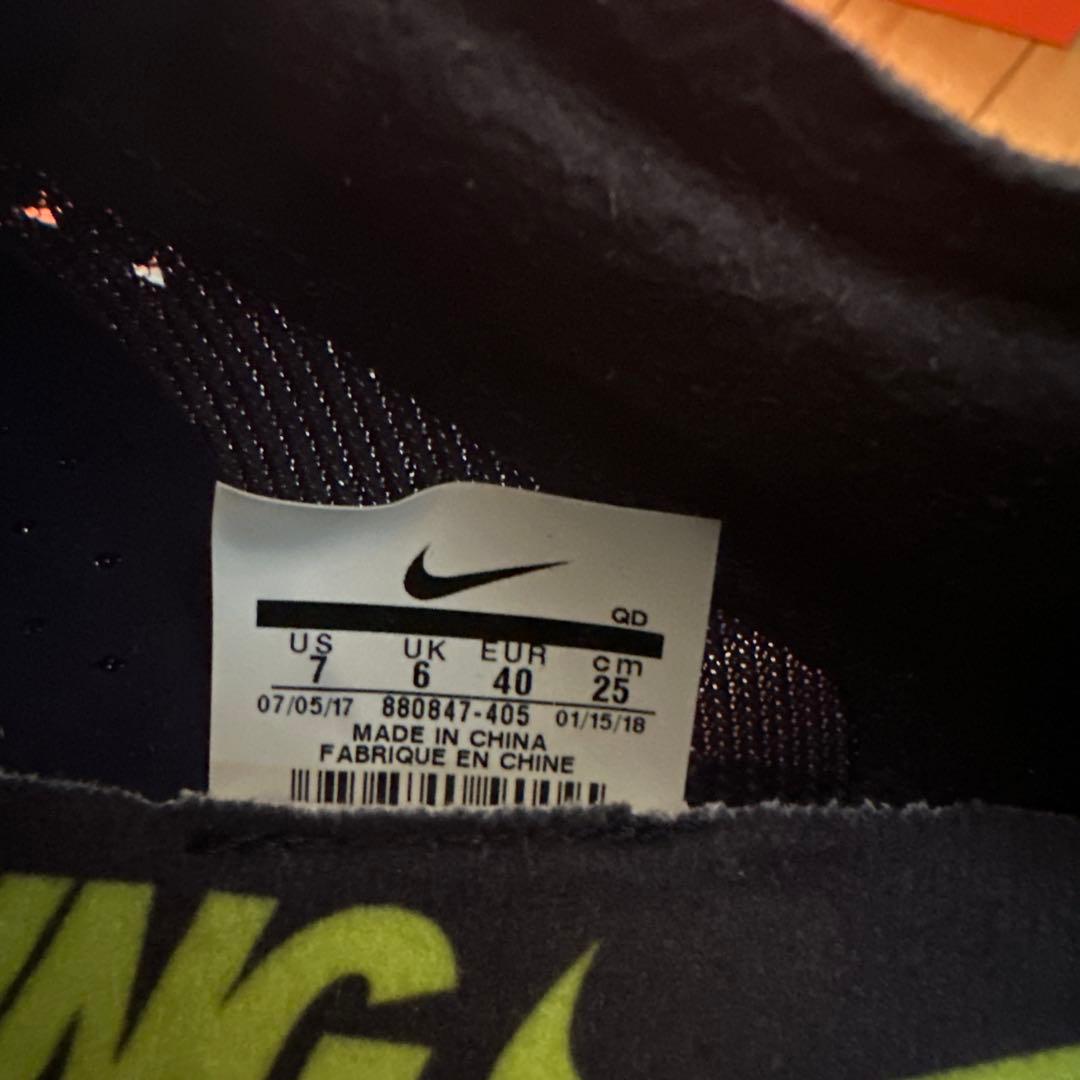 QD
US UK EUR cm
7 6 40 25
07/05/17 880847-405 01/15/18
MADE IN CHINA
FABRIQUE EN CHINE